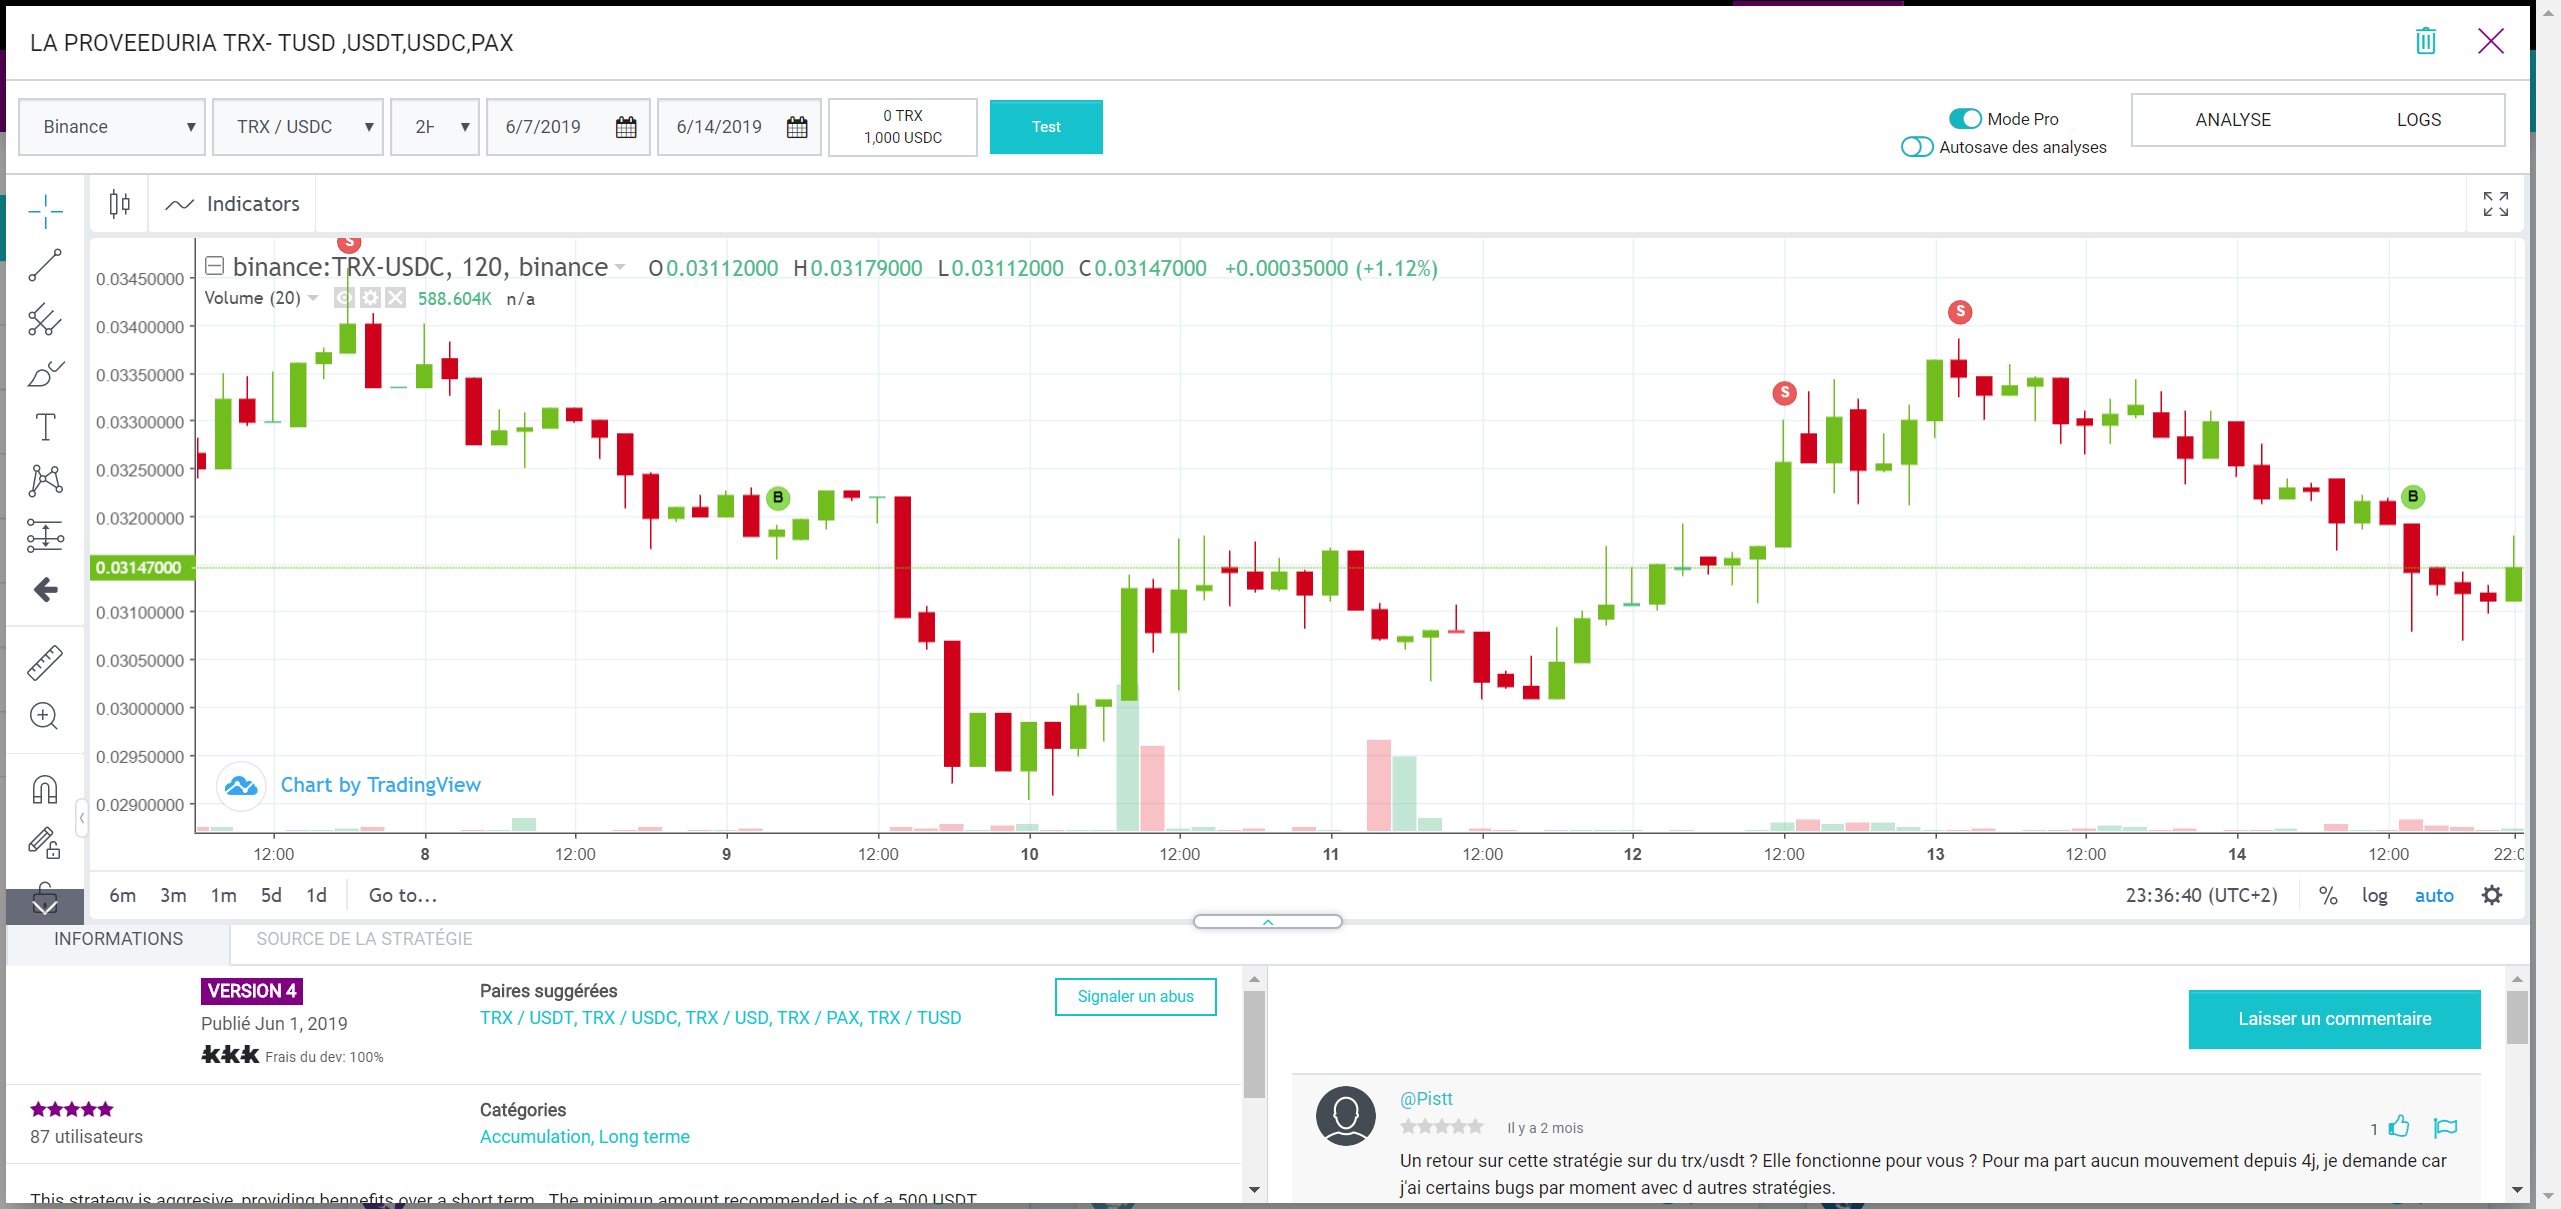 LA PROVEEDURIA TRX- TUSD ,USDT,USDC,PAX
Binance
TRX / USDC
6/7/2019
6/14/2019
0 TRX
1,000 USDC
Test
Mode Pro
Autosave des analyses
ANALYSE
LOGS
Indicators
S
binance:TRX-USDC, 120, binance
O0.03112000 H0.03179000 L0.03112000 C0.03147000 +0.00035000 (+1.12%)
Volume (20)
588.604K n/a
0.03450000
0.03400000
0.03350000
0.03300000
0.03250000
0.03200000
0.03147000
0.03100000
0.03050000
0.03000000
0.02950000
0.02900000
S
S
B
B
Chart by TradingView
12:00 8 12:00 9 12:00 10 12:00 11 12:00 12 12:00 13 12:00 14 12:00
6m 3m 1m 5d 1d Go to...
23:36:40 (UTC+2) % log auto
INFORMATIONS
SOURCE DE LA STRATÉGIE
VERSION 4
Publié Jun 1, 2019
Frais du dev: 100%
Paires suggérées
TRX / USDT, TRX / USDC, TRX / USD, TRX / PAX, TRX / TUSD
Signaler un abus
87 utilisateurs
Catégories
Accumulation, Long terme
This strategy is aggresive, providing bennefits over a short term. The minimun amount recommended is of a 500 USDT
Laisser un commentaire
@Pistt
Il y a 2 mois
1
Un retour sur cette stratégie sur du trx/usdt ? Elle fonctionne pour vous ? Pour ma part aucun mouvement depuis 4j, je demande car
j'ai certains bugs par moment avec d autres stratégies.